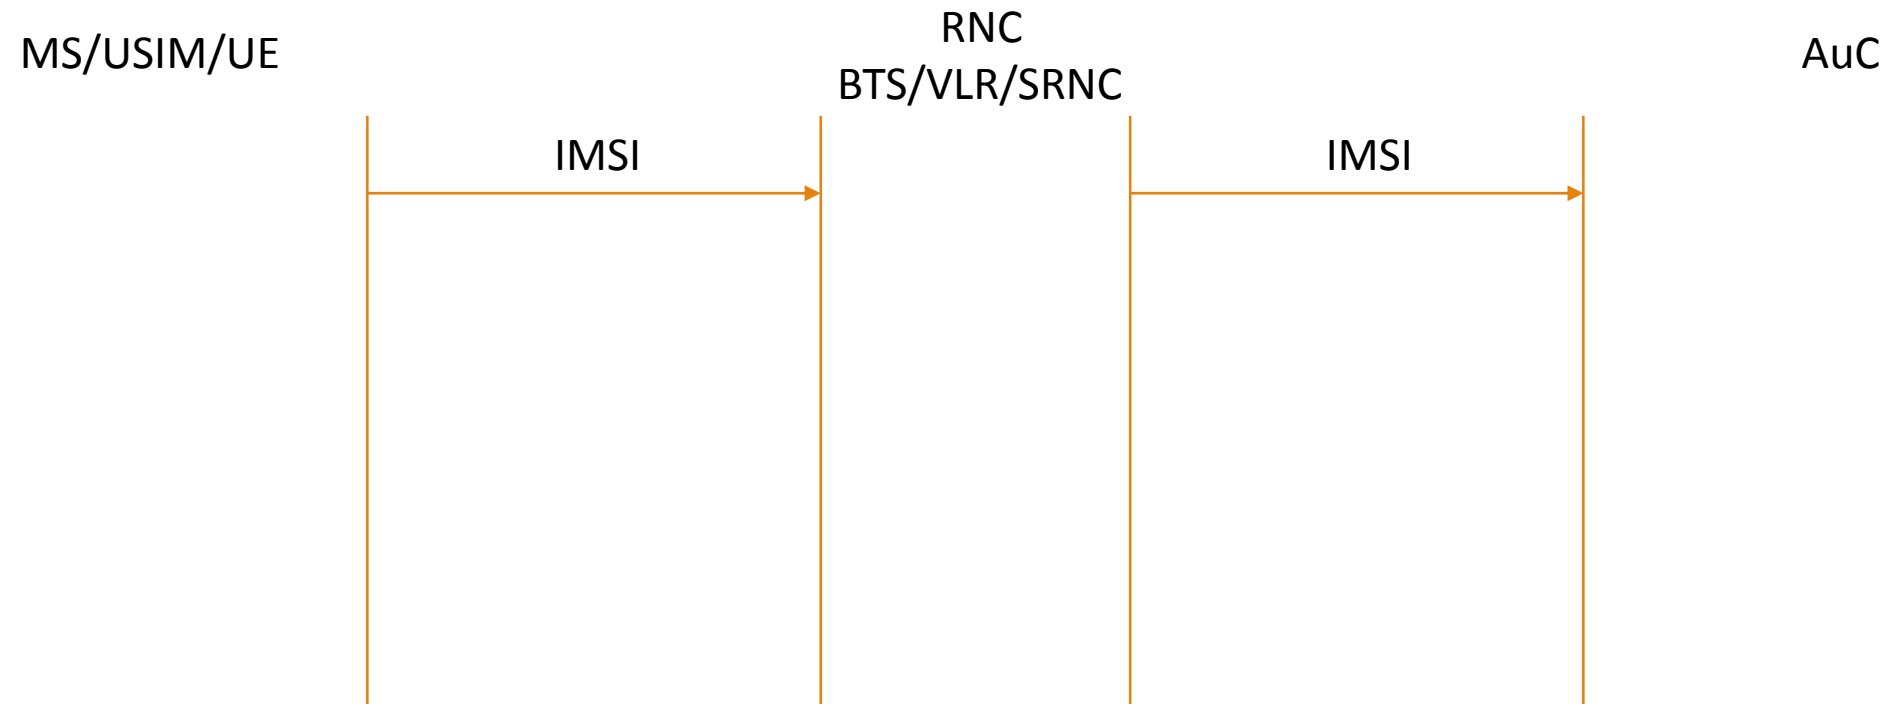 MS/USIM/UE
RNC
BTS/VLR/SRNC
AuC
IMSI
IMSI